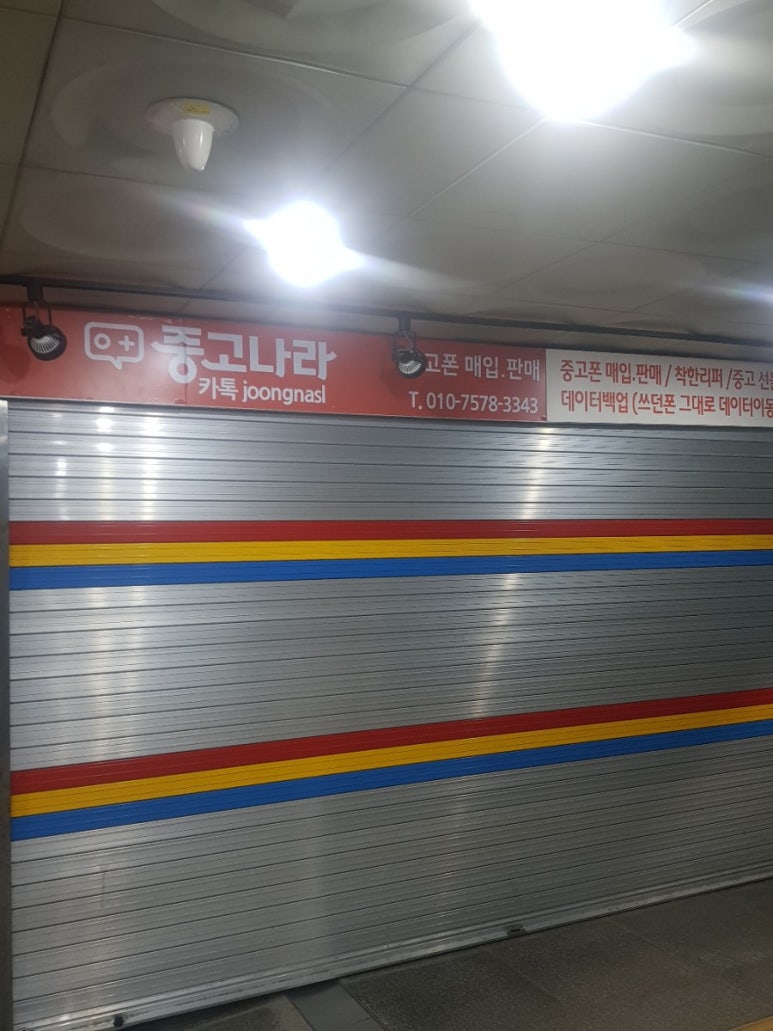 중고나라
카톡 joongnasl
고폰 매입.판매
T. 010-7578-3343
중고폰 매입.판매 / 착한리퍼 /중고
데이터백업 (쓰던폰 그대로 데이터이동